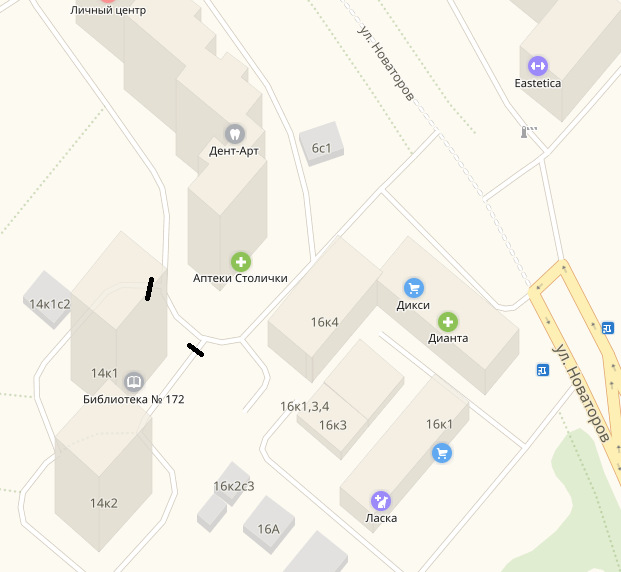 Личный центр
ул. Новаторов
Eastetica
Дент-Арт
6с1
Аптеки Столички
14к1с2
Дикси
16к4
Дианта
14к1
Библиотека № 172
ул. Новаторов
16к1,3,4
16к3
16к1
16к2с3
14к2
Ласка
16А